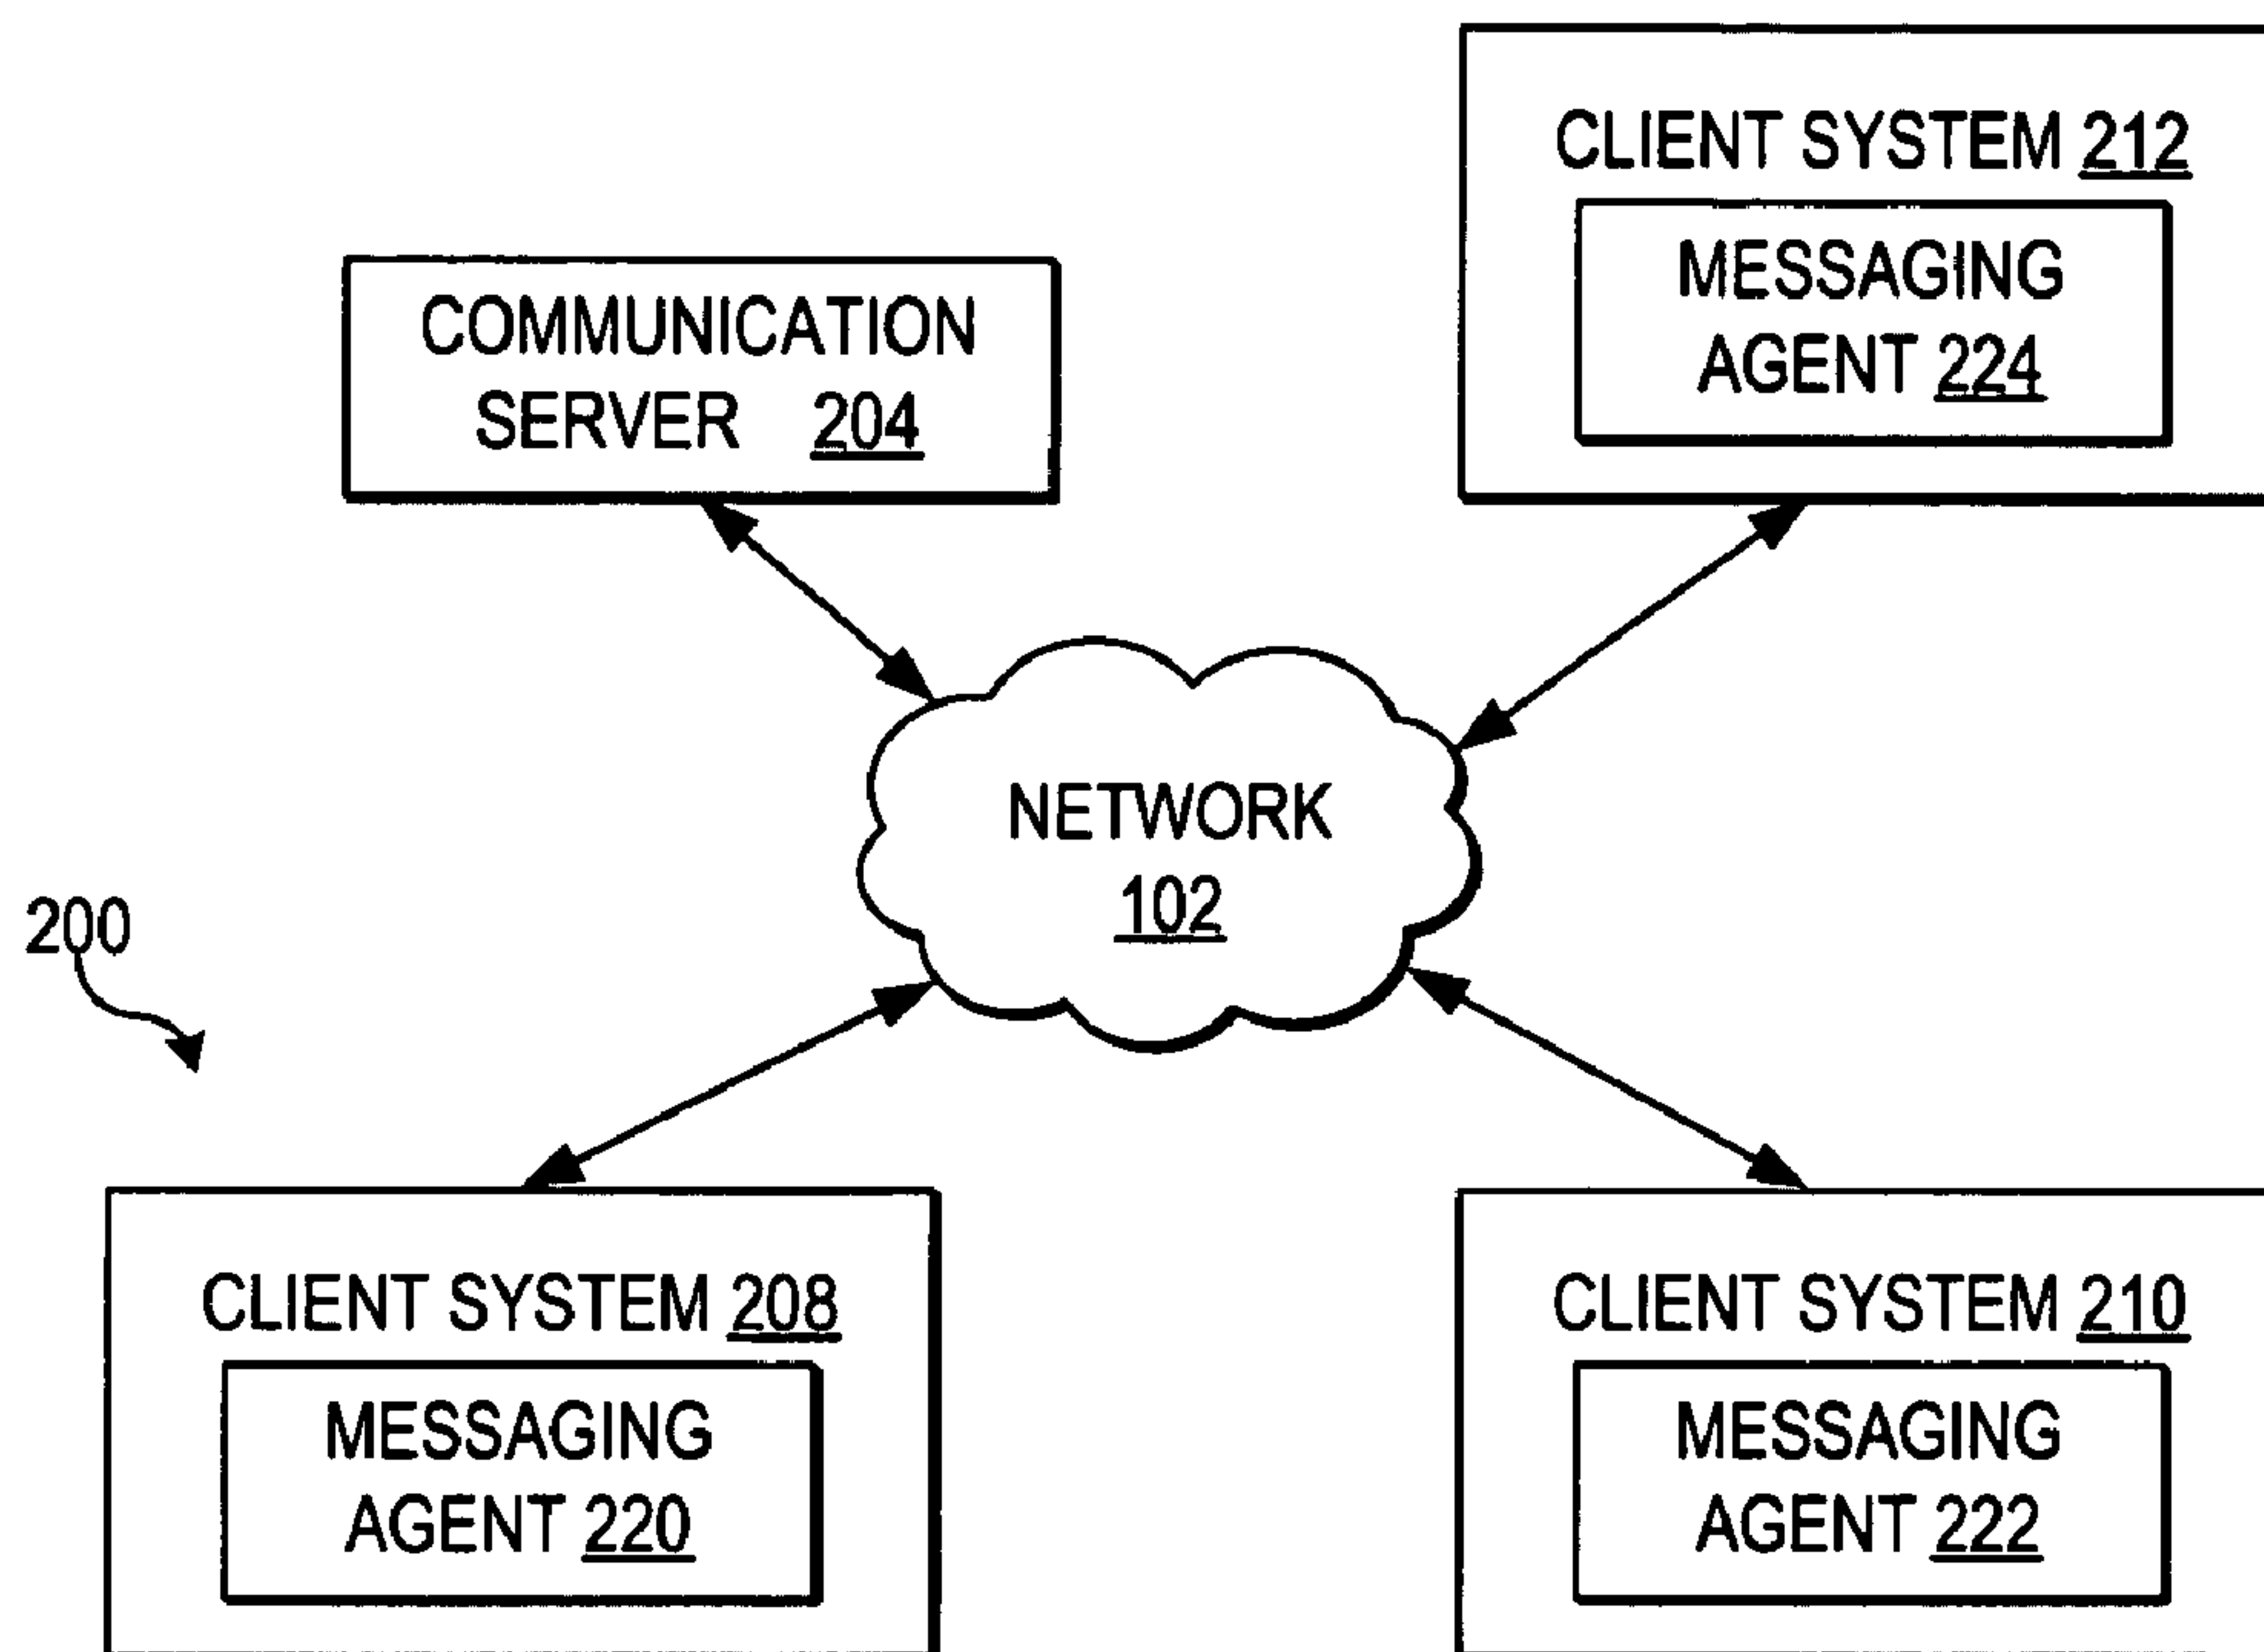 CLIENT SYSTEM 212
MESSAGING
AGENT 224
COMMUNICATION
SERVER 204
NETWORK
102
200
CLIENT SYSTEM 208
MESSAGING
AGENT 220
CLIENT SYSTEM 210
MESSAGING
AGENT 222